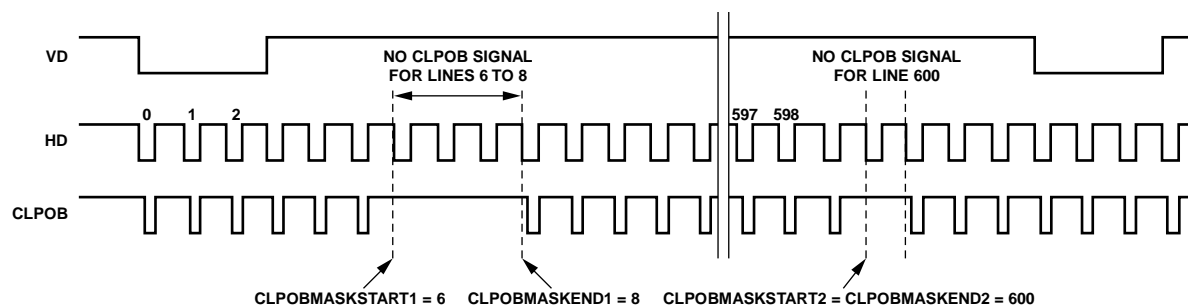 VD
NO CLPOB SIGNAL
FOR LINES 6 TO 8
NO CLPOB SIGNAL
FOR LINE 600
HD
0 1 2 597 598
CLPOB
CLPOBMASKSTART1 = 6 CLPOBMASKEND1 = 8 CLPOBMASKSTART2 = CLPOBMASKEND2 = 600